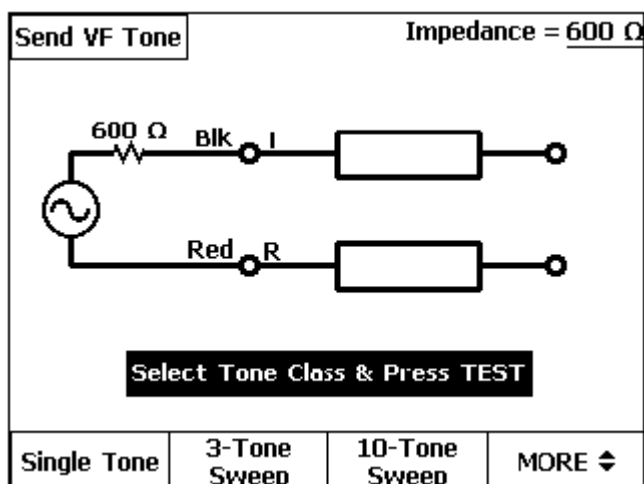 Send VF Tone
Impedance = 600 Ω
600 Ω
Blk
I
Red
R
Select Tone Class & Press TEST
Single Tone
3-Tone
Sweep
10-Tone
Sweep
MORE